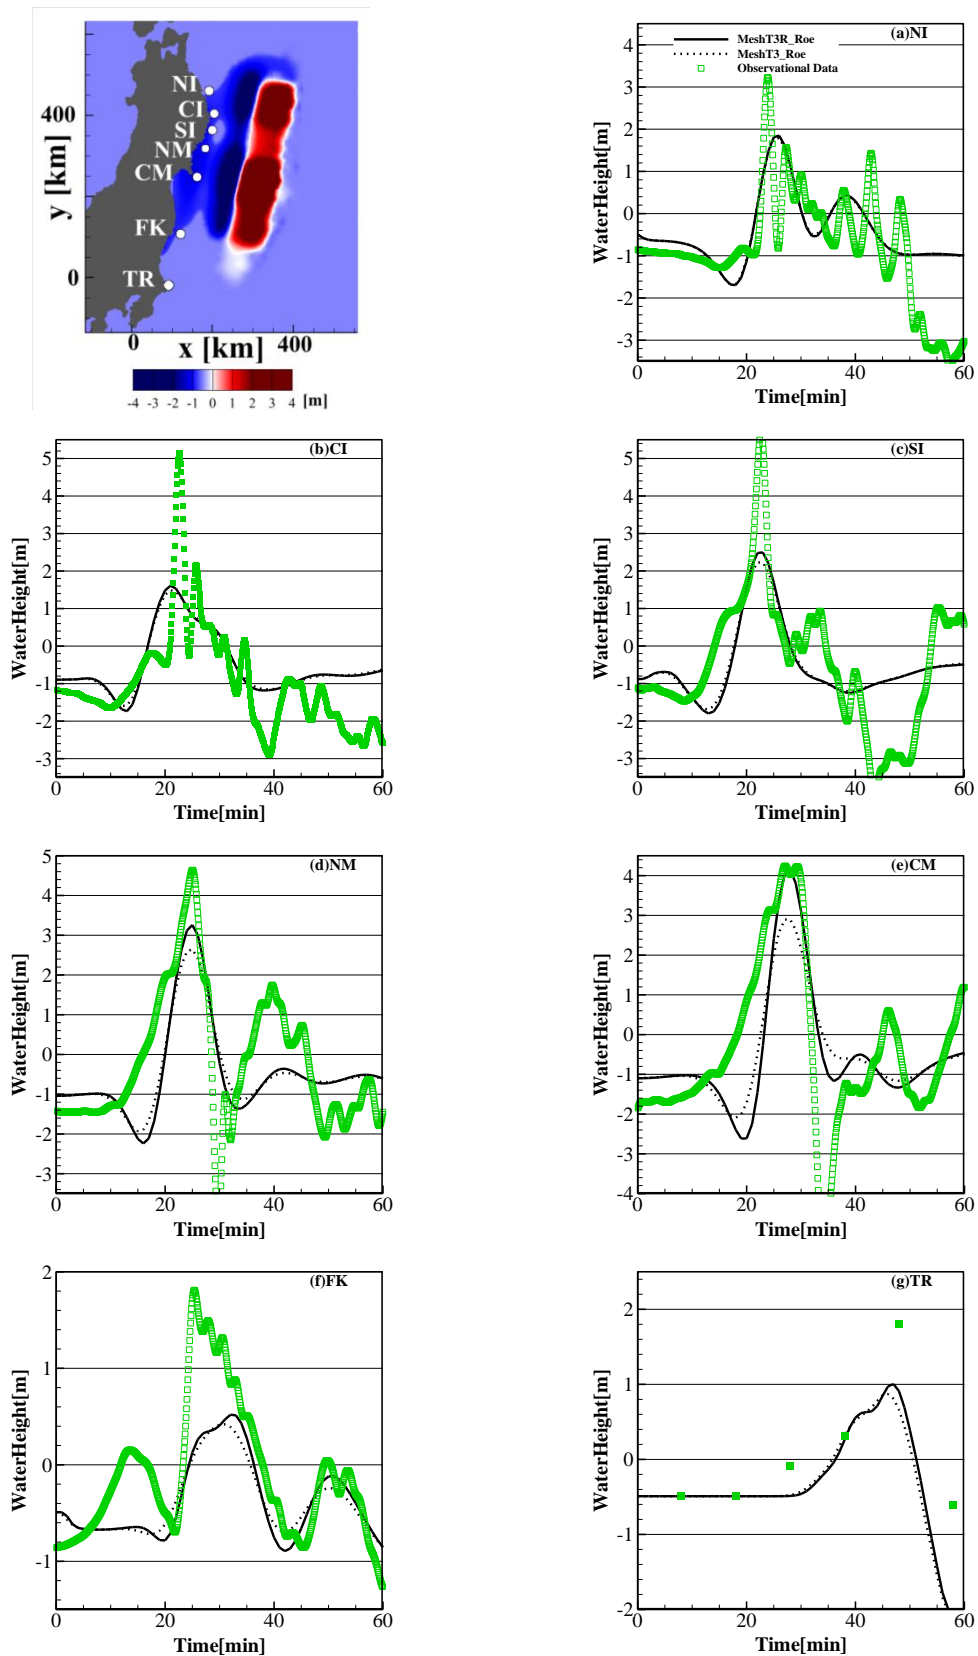 NI
CI
SI
NM
CM
FK
TR
400
0
y [km]
0
400
x [km]
-4 -3 -2 -1 0 1 2 3 4 [m]
(a)NI
MeshT3R_Roe
MeshT3_Roe
Observational Data
4
3
2
1
0
-1
-2
-3
WaterHeight[m]
0 20 40 60
Time[min]
(b)CI
5
4
3
2
1
0
-1
-2
-3
WaterHeight[m]
0 20 40 60
Time[min]
(c)SI
5
4
3
2
1
0
-1
-2
-3
WaterHeight[m]
0 20 40 60
Time[min]
(d)NM
5
4
3
2
1
0
-1
-2
-3
WaterHeight[m]
0 20 40 60
Time[min]
(e)CM
4
3
2
1
0
-1
-2
-3
-4
WaterHeight[m]
0 20 40 60
Time[min]
(f)FK
2
1
0
-1
WaterHeight[m]
0 20 40 60
Time[min]
(g)TR
2
1
0
-1
-2
WaterHeight[m]
0 20 40 60
Time[min]